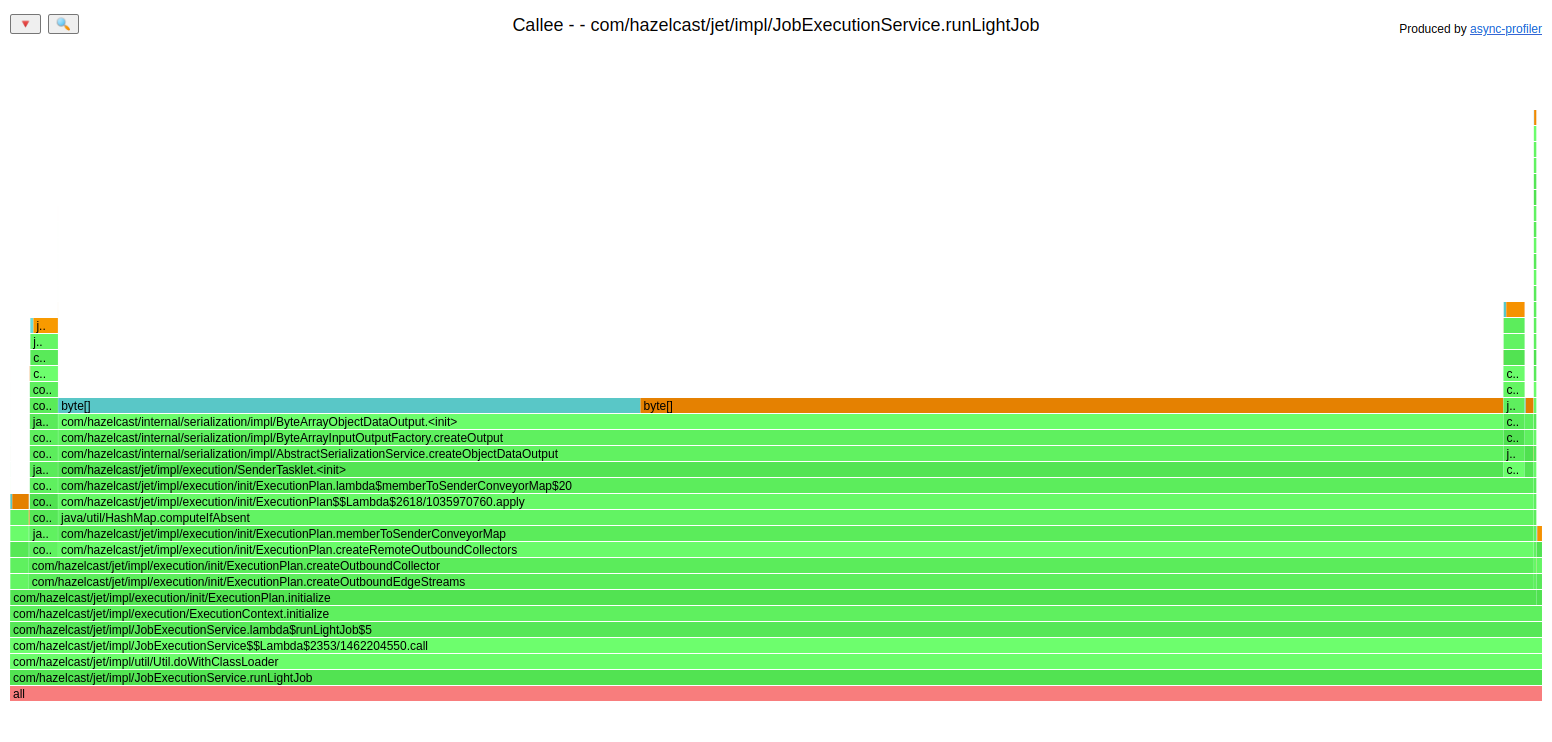 Callee - - com/hazelcast/jet/impl/JobExecutionService.runLightJob
Produced by async-profiler
j..
j..
c..
c.. c..
co.. c..
co.. byte[] byte[] j..
ja.. com/hazelcast/internal/serialization/impl/ByteArrayObjectDataOutput.<init> c..
co.. com/hazelcast/internal/serialization/impl/ByteArrayInputOutputFactory.createOutput c..
co.. com/hazelcast/internal/serialization/impl/AbstractSerializationService.createObjectDataOutput j..
ja.. com/hazelcast/jet/impl/execution/SenderTasklet.<init> c..
co.. com/hazelcast/jet/impl/execution/init/ExecutionPlan.lambda$memberToSenderConveyorMap$20
co.. com/hazelcast/jet/impl/execution/init/ExecutionPlan$$Lambda$2618/1035970760.apply
co.. java/util/HashMap.computeIfAbsent
ja.. com/hazelcast/jet/impl/execution/init/ExecutionPlan.memberToSenderConveyorMap
co.. com/hazelcast/jet/impl/execution/init/ExecutionPlan.createRemoteOutboundCollectors
com/hazelcast/jet/impl/execution/init/ExecutionPlan.createOutboundCollector
com/hazelcast/jet/impl/execution/init/ExecutionPlan.createOutboundEdgeStreams
com/hazelcast/jet/impl/execution/init/ExecutionPlan.initialize
com/hazelcast/jet/impl/execution/ExecutionContext.initialize
com/hazelcast/jet/impl/JobExecutionService.lambda$runLightJob$5
com/hazelcast/jet/impl/JobExecutionService$$Lambda$2353/1462204550.call
com/hazelcast/jet/impl/util/Util.doWithClassLoader
com/hazelcast/jet/impl/JobExecutionService.runLightJob
all